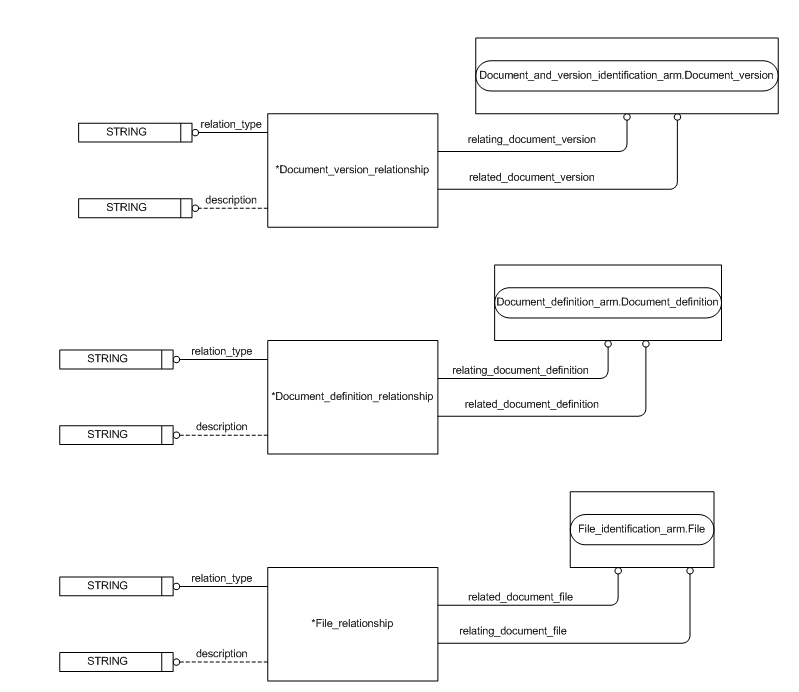 Document_and_version_identification_arm.Document_version
STRING
relation_type
relating_document_version
*Document_version_relationship
related_document_version
STRING
description
Document_definition_arm.Document_definition
STRING
relation_type
relating_document_definition
*Document_definition_relationship
related_document_definition
STRING
description
File_identification_arm.File
STRING
relation_type
related_document_file
*File_relationship
relating_document_file
STRING
description